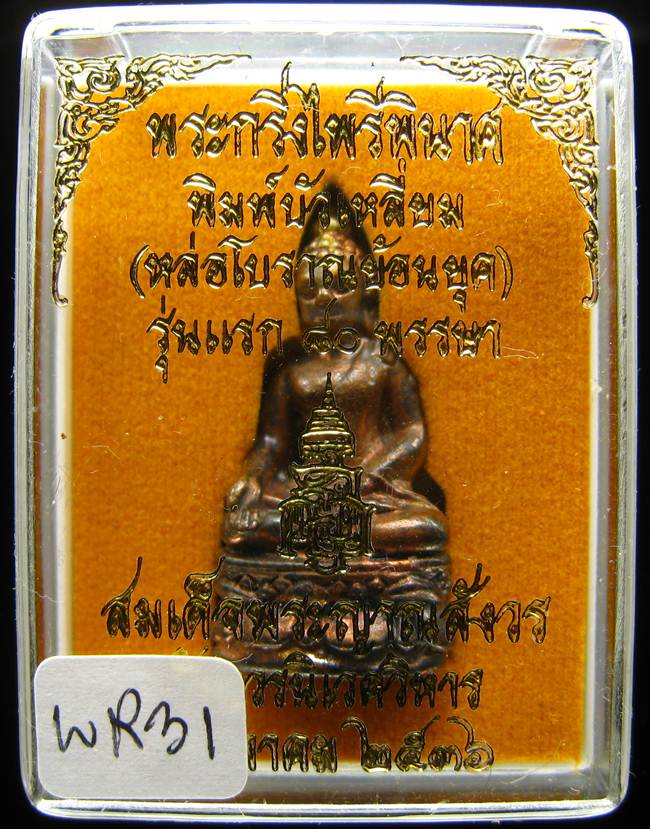 พระกริ่งไพรีพินาศ
พิมพ์บัวเหลี่ยม
(หล่อโบราณย้อนยุค)
รุ่นแรก ๘๐ พรรษา
สมเด็จพระญาณสังวร
วรนิเวศวิหาร
๒๕๓๖
WR31